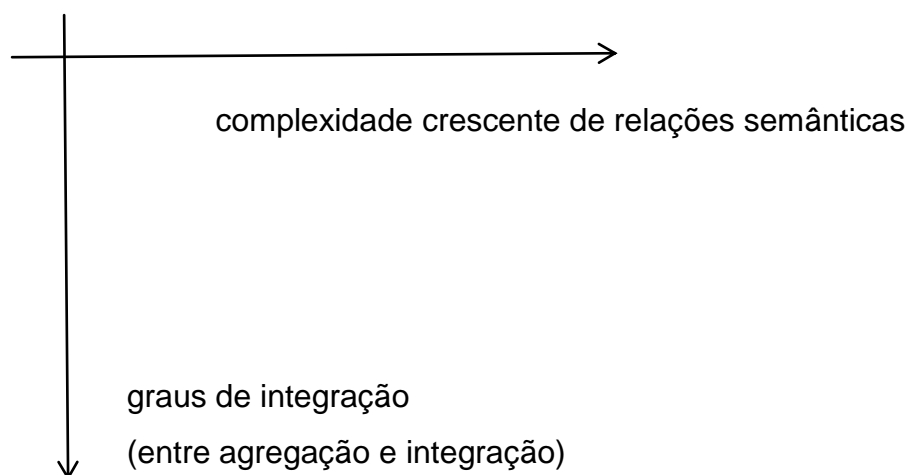 complexidade crescente de relações semânticas
graus de integração
(entre agregação e integração)